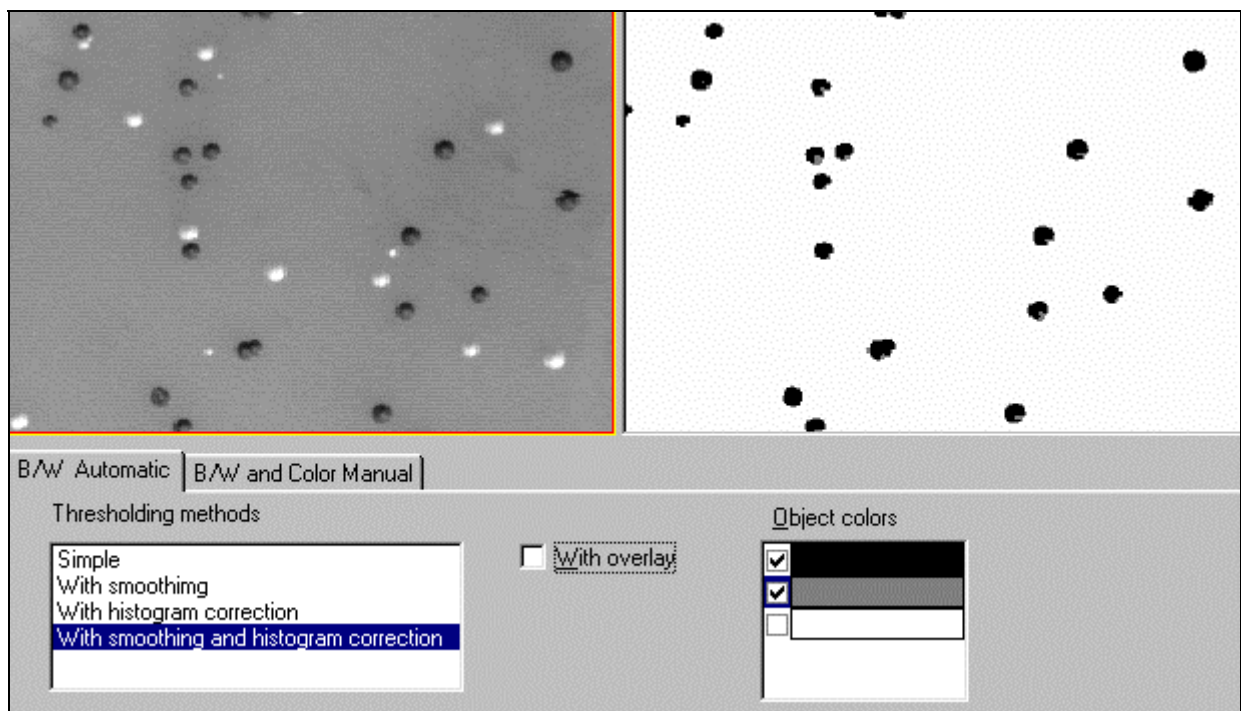 B/W Automatic
B/W and Color Manual
Thresholding methods
Simple
With smoothimg
With histogram correction
With smoothing and histogram correction
With overlay
Object colors